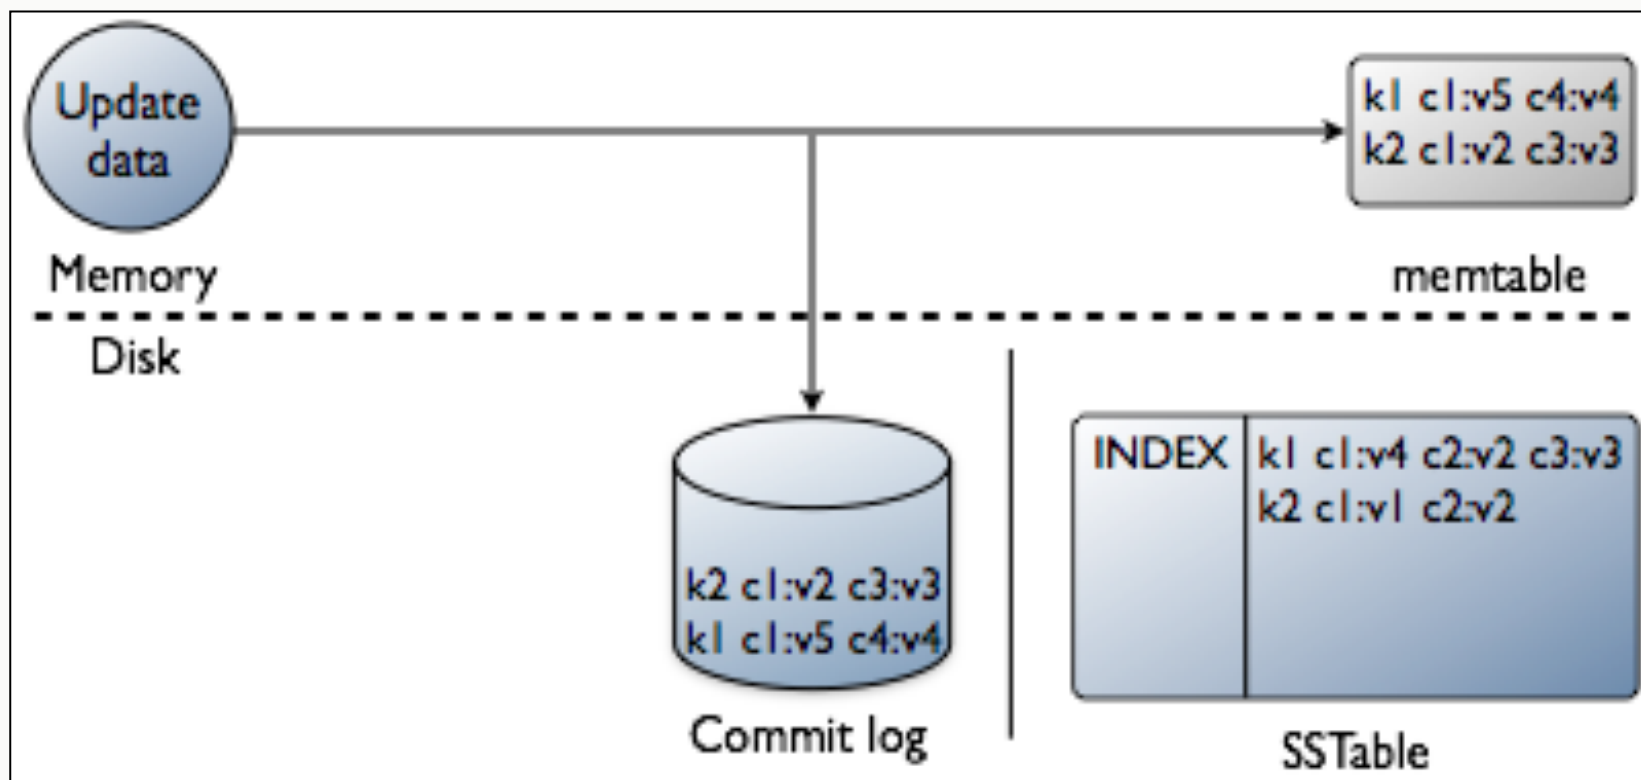 Update
data
k1 c1:v5 c4:v4
k2 c1:v2 c3:v3
Memory
memtable
Disk
k2 c1:v2 c3:v3
k1 c1:v5 c4:v4
Commit log
INDEX
k1 c1:v4 c2:v2 c3:v3
k2 c1:v1 c2:v2
SSTable